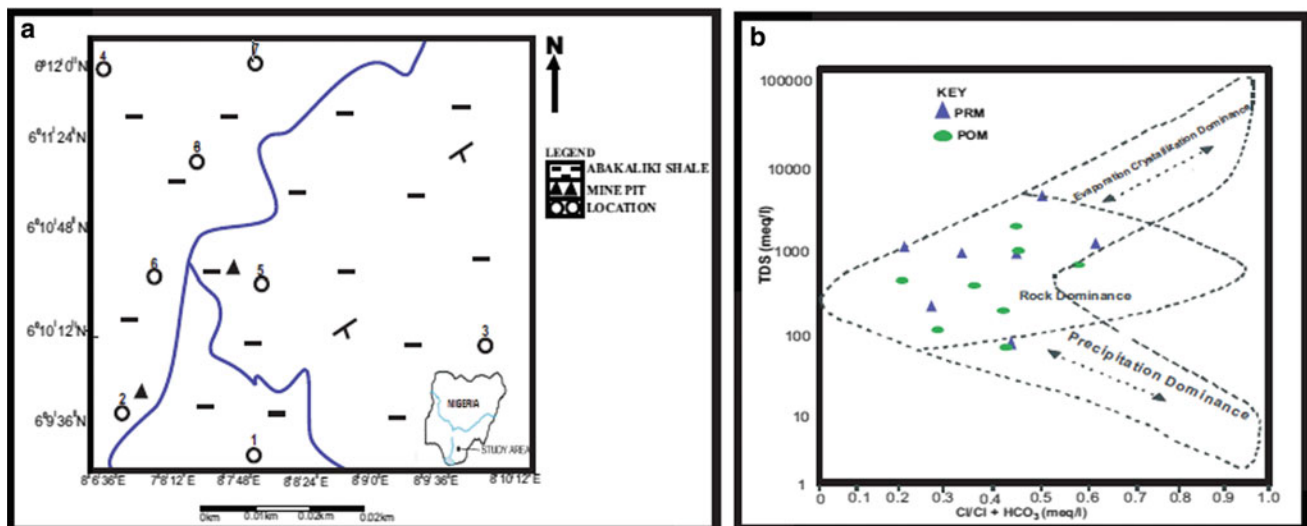 a
4
7
6°12'0"N
N
6°11'24"N
8
LEGEND
ABAKALIKI SHALE
MINE PIT
LOCATION
6°10'48"N
6
5
6°10'12"N
3
2
NIGERIA
6°9'36"N
STUDY AREA
1
8°6'36"E
7°8'12"E
8°7'48"E
8°8'24"E
8°9'0"E
8°9'36"E
8°10'12"E
0km
0.01km
0.02km
0.02km
b
100000
KEY
PRM
POM
Evaporation Crystallization Dominance
10000
TDS (meq/l)
1000
Rock Dominance
100
Precipitation Dominance
10
1
0
0.1
0.2
0.3
0.4
0.5
0.6
0.7
0.8
0.9
1.0
Cl/Cl + HCO₃ (meq/l)